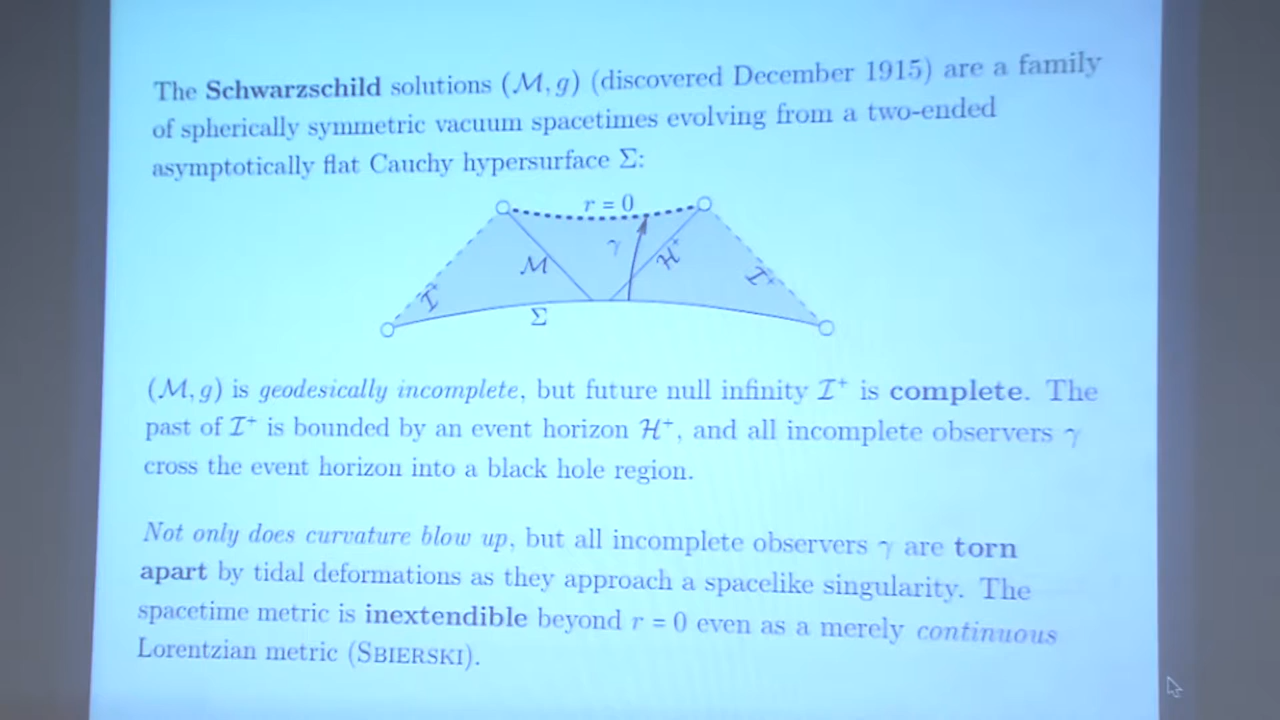 The Schwarzschild solutions (M, g) (discovered December 1915) are a family
of spherically symmetric vacuum spacetimes evolving from a two-ended
asymptotically flat Cauchy hypersurface Σ:
r = 0
γ
M
H⁺
I⁺
I⁺
Σ
(M, g) is geodesically incomplete, but future null infinity I⁺ is complete. The
past of I⁺ is bounded by an event horizon H⁺, and all incomplete observers γ
cross the event horizon into a black hole region.
Not only does curvature blow up, but all incomplete observers γ are torn
apart by tidal deformations as they approach a spacelike singularity. The
spacetime metric is inextendible beyond r = 0 even as a merely continuous
Lorentzian metric (SBIERSKI).